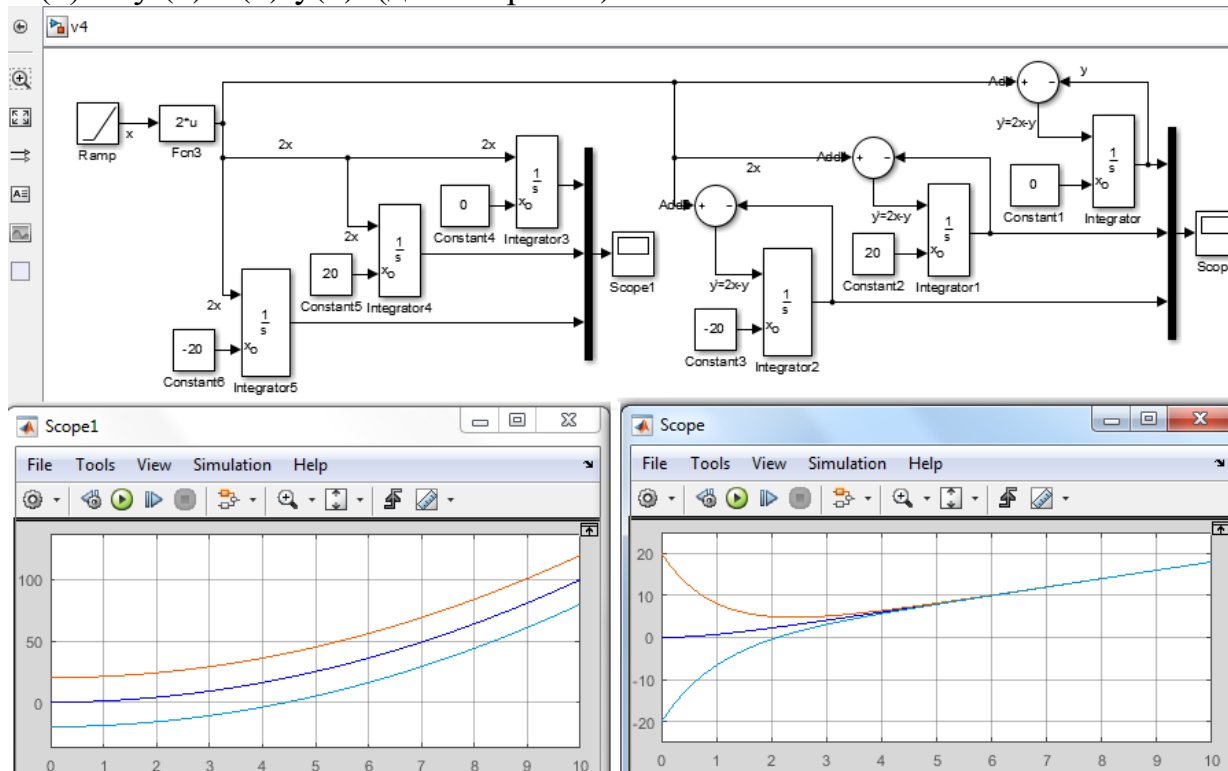 v4
Ramp
x
2*u
Fcn3
2x
2x
1
s
xo
Integrator3
0
Constant4
2x
1
s
xo
Integrator4
20
Constant5
2x
1
s
xo
Integrator5
-20
Constant6
Scope1
+
−
y
y'=2x-y
1
s
xo
Integrator
0
Constant1
2x
+
−
y'=2x-y
1
s
xo
Integrator1
20
Constant2
+
−
y'=2x-y
1
s
xo
Integrator2
-20
Constant3
Scop
Scope1
File Tools View Simulation Help
100
50
0
0 1 2 3 4 5 6 7 8 9 10
Scope
File Tools View Simulation Help
20
10
0
-10
-20
0 1 2 3 4 5 6 7 8 9 10